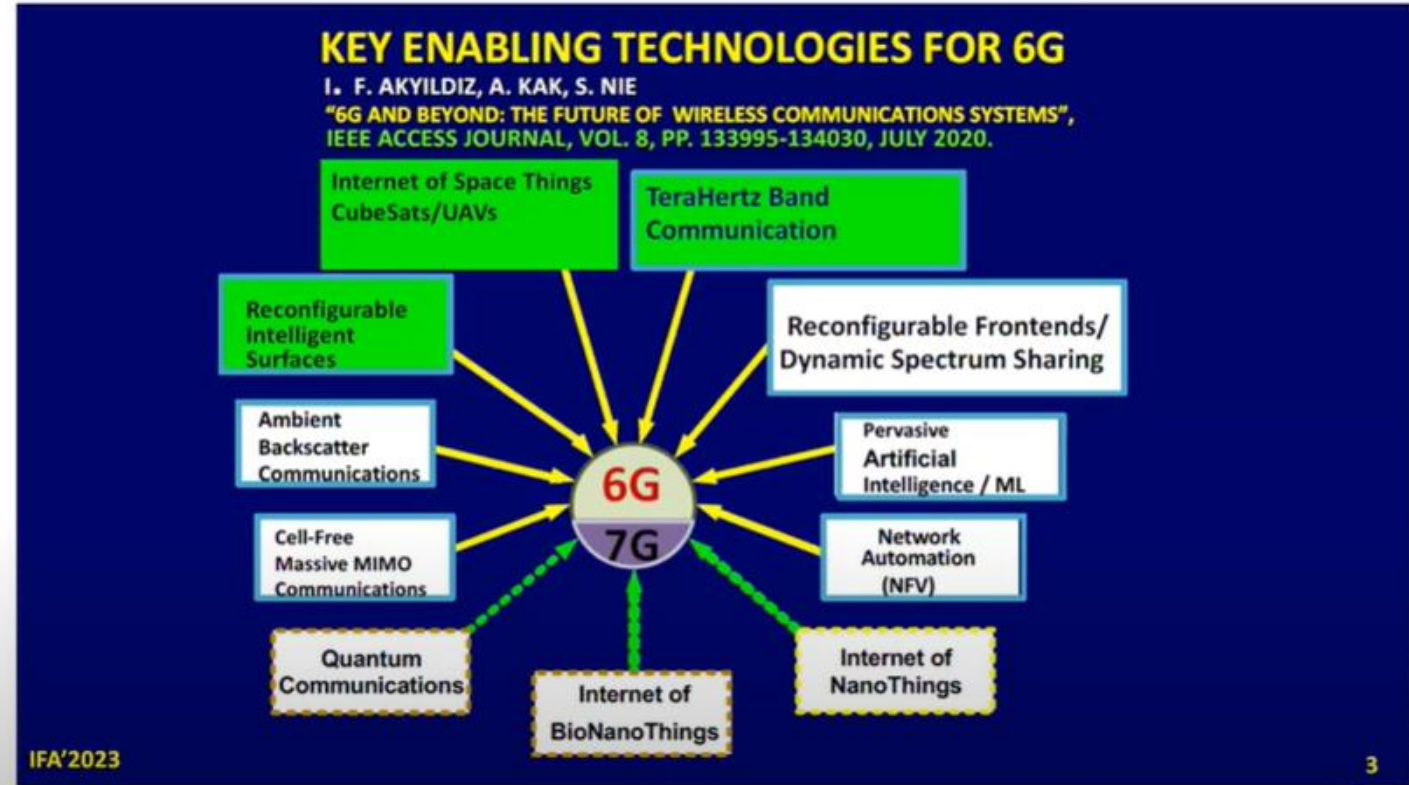 KEY ENABLING TECHNOLOGIES FOR 6G
I. F. AKYILDIZ, A. KAK, S. NIE
“6G AND BEYOND: THE FUTURE OF WIRELESS COMMUNICATIONS SYSTEMS”,
IEEE ACCESS JOURNAL, VOL. 8, PP. 133995-134030, JULY 2020.
Internet of Space Things
CubeSats/UAVs
TeraHertz Band
Communication
Reconfigurable
Intelligent
Surfaces
Reconfigurable Frontends/
Dynamic Spectrum Sharing
Ambient
Backscatter
Communications
Pervasive
Artificial
Intelligence / ML
6G
7G
Cell-Free
Massive MIMO
Communications
Network
Automation
(NFV)
Quantum
Communications
Internet of
BioNanoThings
Internet of
NanoThings
IFA’2023
3